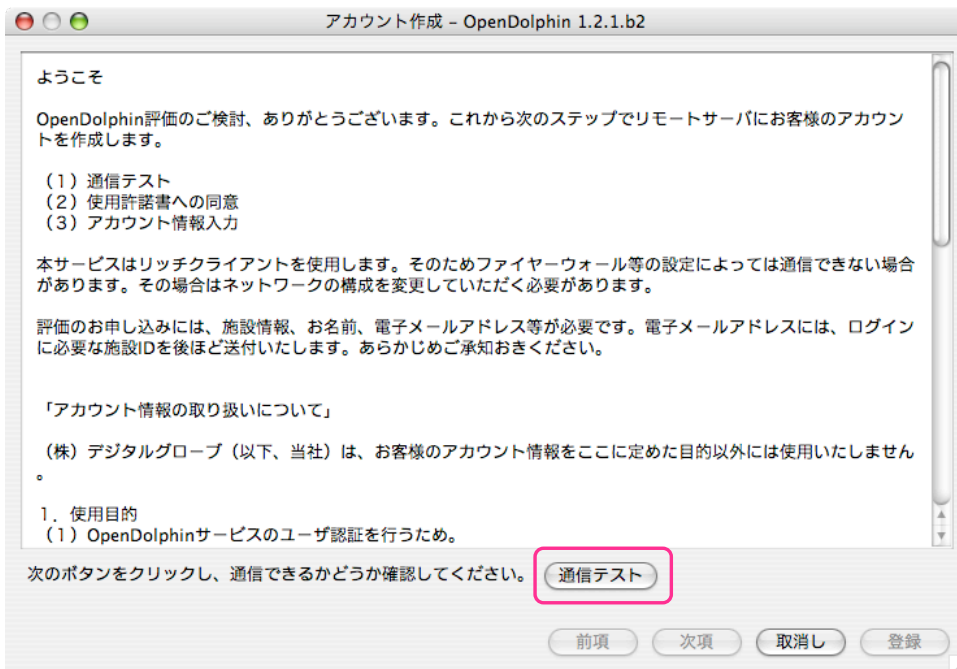 アカウント作成 – OpenDolphin 1.2.1.b2
ようこそ
OpenDolphin評価のご検討、ありがとうございます。これから次のステップでリモートサーバにお客様のアカウン
トを作成します。
（1）通信テスト
（2）使用許諾書への同意
（3）アカウント情報入力
本サービスはリッチクライアントを使用します。そのためファイヤーウォール等の設定によっては通信できない場合
があります。その場合はネットワークの構成を変更していただく必要があります。
評価のお申し込みには、施設情報、お名前、電子メールアドレス等が必要です。電子メールアドレスには、ログイン
に必要な施設IDを後ほど送付いたします。あらかじめご承知おきください。
「アカウント情報の取り扱いについて」
（株）デジタルグローブ（以下、当社）は、お客様のアカウント情報をここに定めた目的以外には使用いたしません
。
1．使用目的
（1）OpenDolphinサービスのユーザ認証を行うため。
次のボタンをクリックし、通信できるかどうか確認してください。 通信テスト
前項 次項 取消し 登録